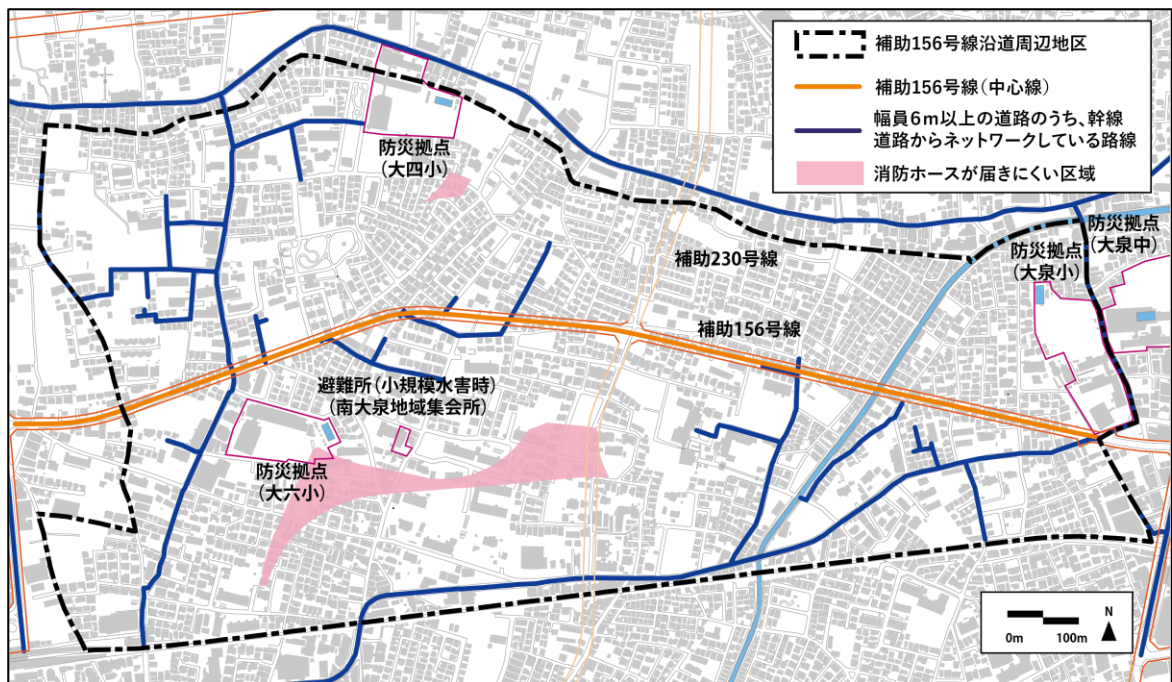 補助156号線沿道周辺地区
補助156号線(中心線)
幅員6m以上の道路のうち、幹線
道路からネットワークしている路線
消防ホースが届きにくい区域
防災拠点
(大四小)
防災拠点
(大泉中)
防災拠点
(大泉小)
補助230号線
補助156号線
避難所(小規模水害時)
(南大泉地域集会所)
防災拠点
(大六小)
0m 100m
N